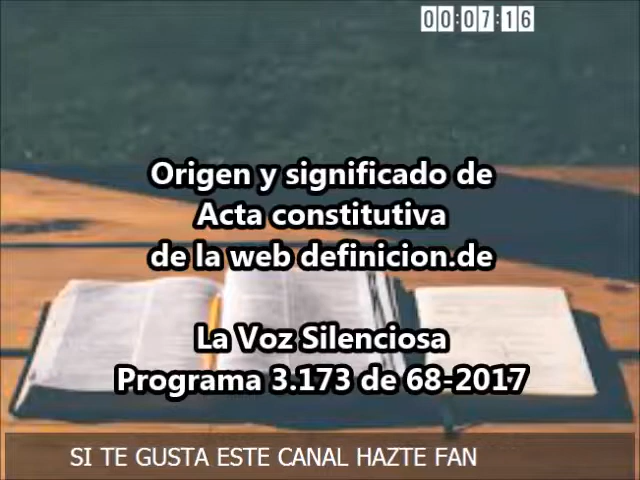 00:07:16
Origen y significado de
Acta constitutiva
de la web definicion.de
La Voz Silenciosa
Programa 3.173 de 68-2017
SI TE GUSTA ESTE CANAL HAZTE FAN